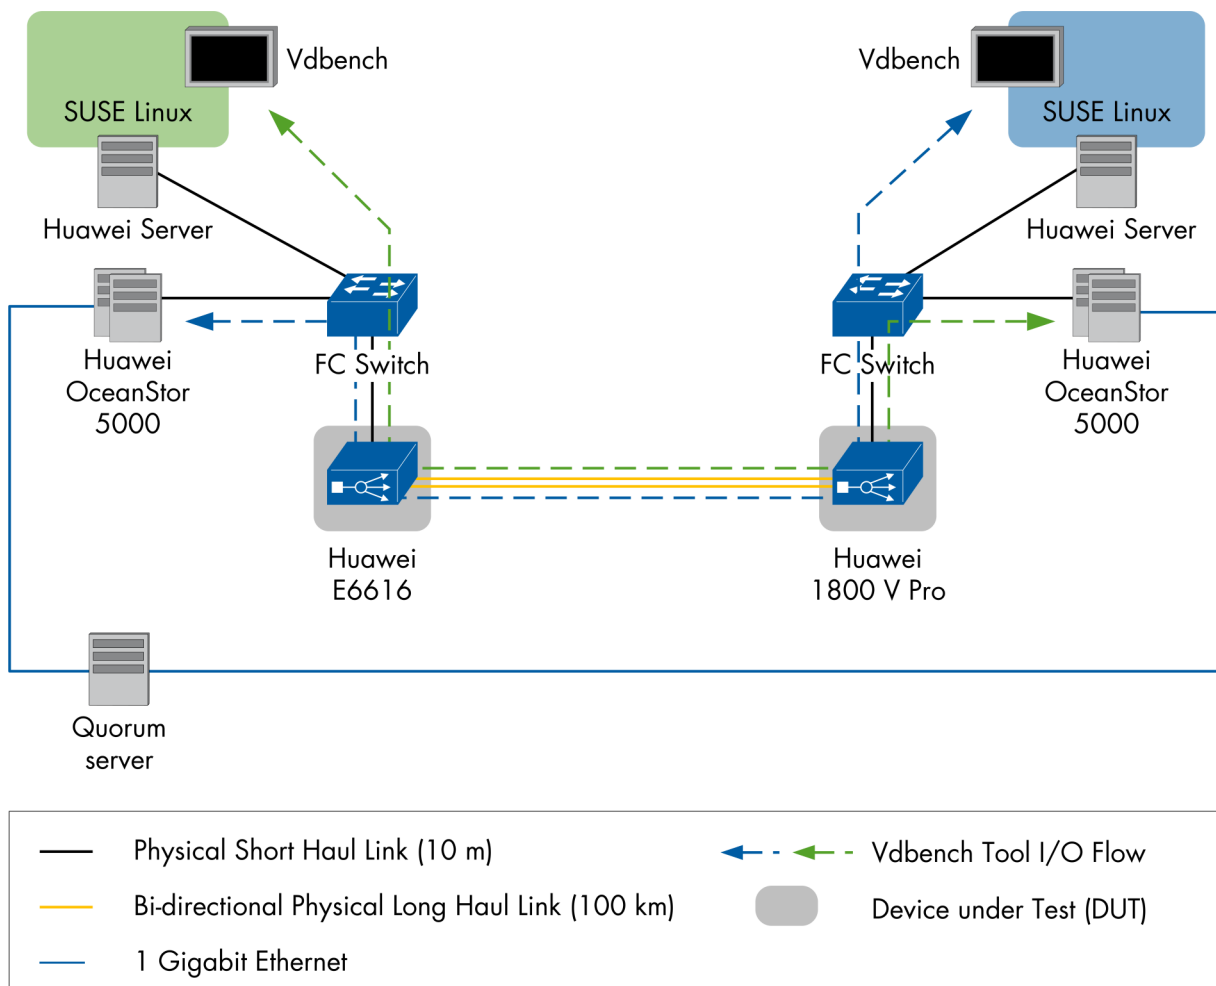 Vdbench
Vdbench
SUSE Linux
SUSE Linux
Huawei Server
Huawei Server
Huawei
OceanStor
5000
FC Switch
FC Switch
Huawei
OceanStor
5000
Huawei
E6616
Huawei
1800 V Pro
Quorum
server
Physical Short Haul Link (10 m)
Vdbench Tool I/O Flow
Bi-directional Physical Long Haul Link (100 km)
Device under Test (DUT)
1 Gigabit Ethernet